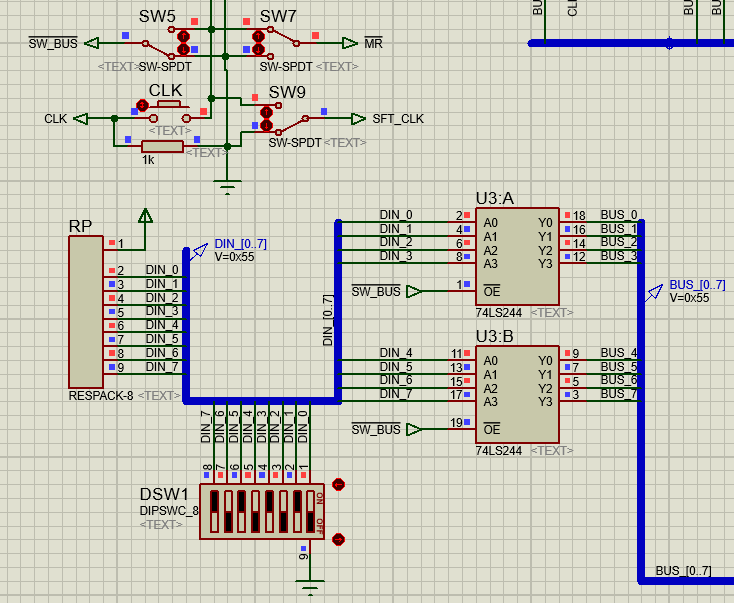 BU
CL
BU
BU
SW5
SW7
SW_BUS
MR
<TEXT>
SW-SPDT
SW-SPDT
<TEXT>
CLK
SW9
CLK
SFT_CLK
<TEXT>
<TEXT>
SW-SPDT
<TEXT>
1k
RP
1
2 DIN_0
3 DIN_1
4 DIN_2
5 DIN_3
6 DIN_4
7 DIN_5
8 DIN_6
9 DIN_7
RESPACK-8 <TEXT>
DIN_[0..7]
V=0x55
DIN_[0..7]
U3:A
DIN_0 2 A0 Y0 18 BUS_0
DIN_1 4 A1 Y1 16 BUS_1
DIN_2 6 A2 Y2 14 BUS_2
DIN_3 8 A3 Y3 12 BUS_3
SW_BUS 1 OE
74LS244 <TEXT>
BUS_[0..7]
V=0x55
U3:B
DIN_4 11 A0 Y0 9 BUS_4
DIN_5 13 A1 Y1 7 BUS_5
DIN_6 15 A2 Y2 5 BUS_6
DIN_7 17 A3 Y3 3 BUS_7
SW_BUS 19 OE
74LS244 <TEXT>
DIN_7 DIN_6 DIN_5 DIN_4 DIN_3 DIN_2 DIN_1 DIN_0
8 7 6 5 4 3 2 1
DSW1
DIPSWC_8
<TEXT>
ON
OFF
9
BUS_[0..7]